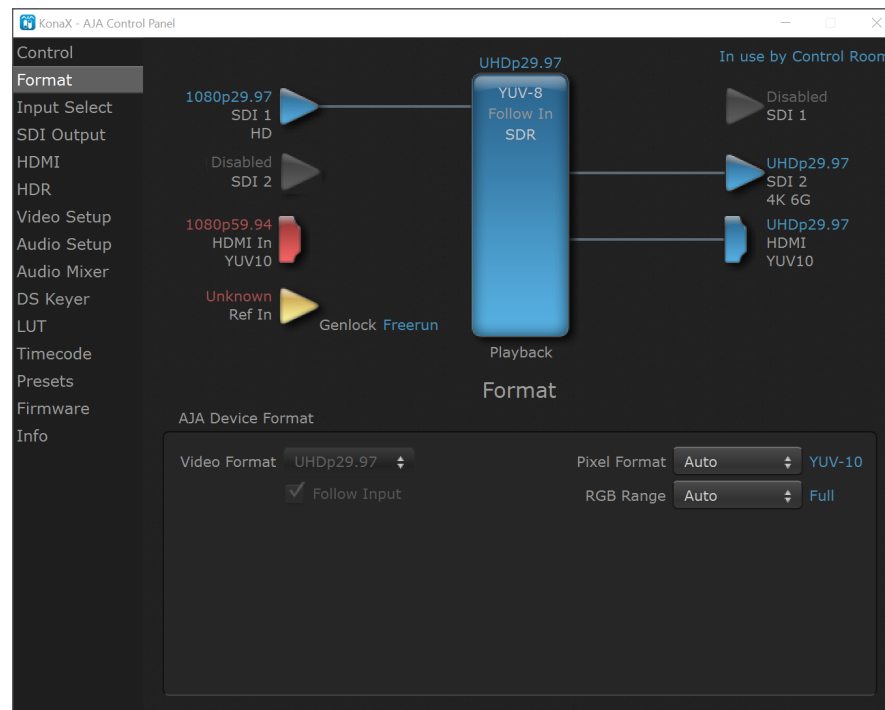 KonaX - AJA Control Panel
Control
Format
Input Select
SDI Output
HDMI
HDR
Video Setup
Audio Setup
Audio Mixer
DS Keyer
LUT
Timecode
Presets
Firmware
Info
In use by Control Room
UHDp29.97
YUV-8
Follow In
SDR
Playback
1080p29.97
SDI 1
HD
Disabled
SDI 2
1080p59.94
HDMI In
YUV10
Unknown
Ref In
Genlock Freerun
Disabled
SDI 1
UHDp29.97
SDI 2
4K 6G
UHDp29.97
HDMI
YUV10
Format
AJA Device Format
Video Format UHDp29.97
Follow Input
Pixel Format Auto YUV-10
RGB Range Auto Full